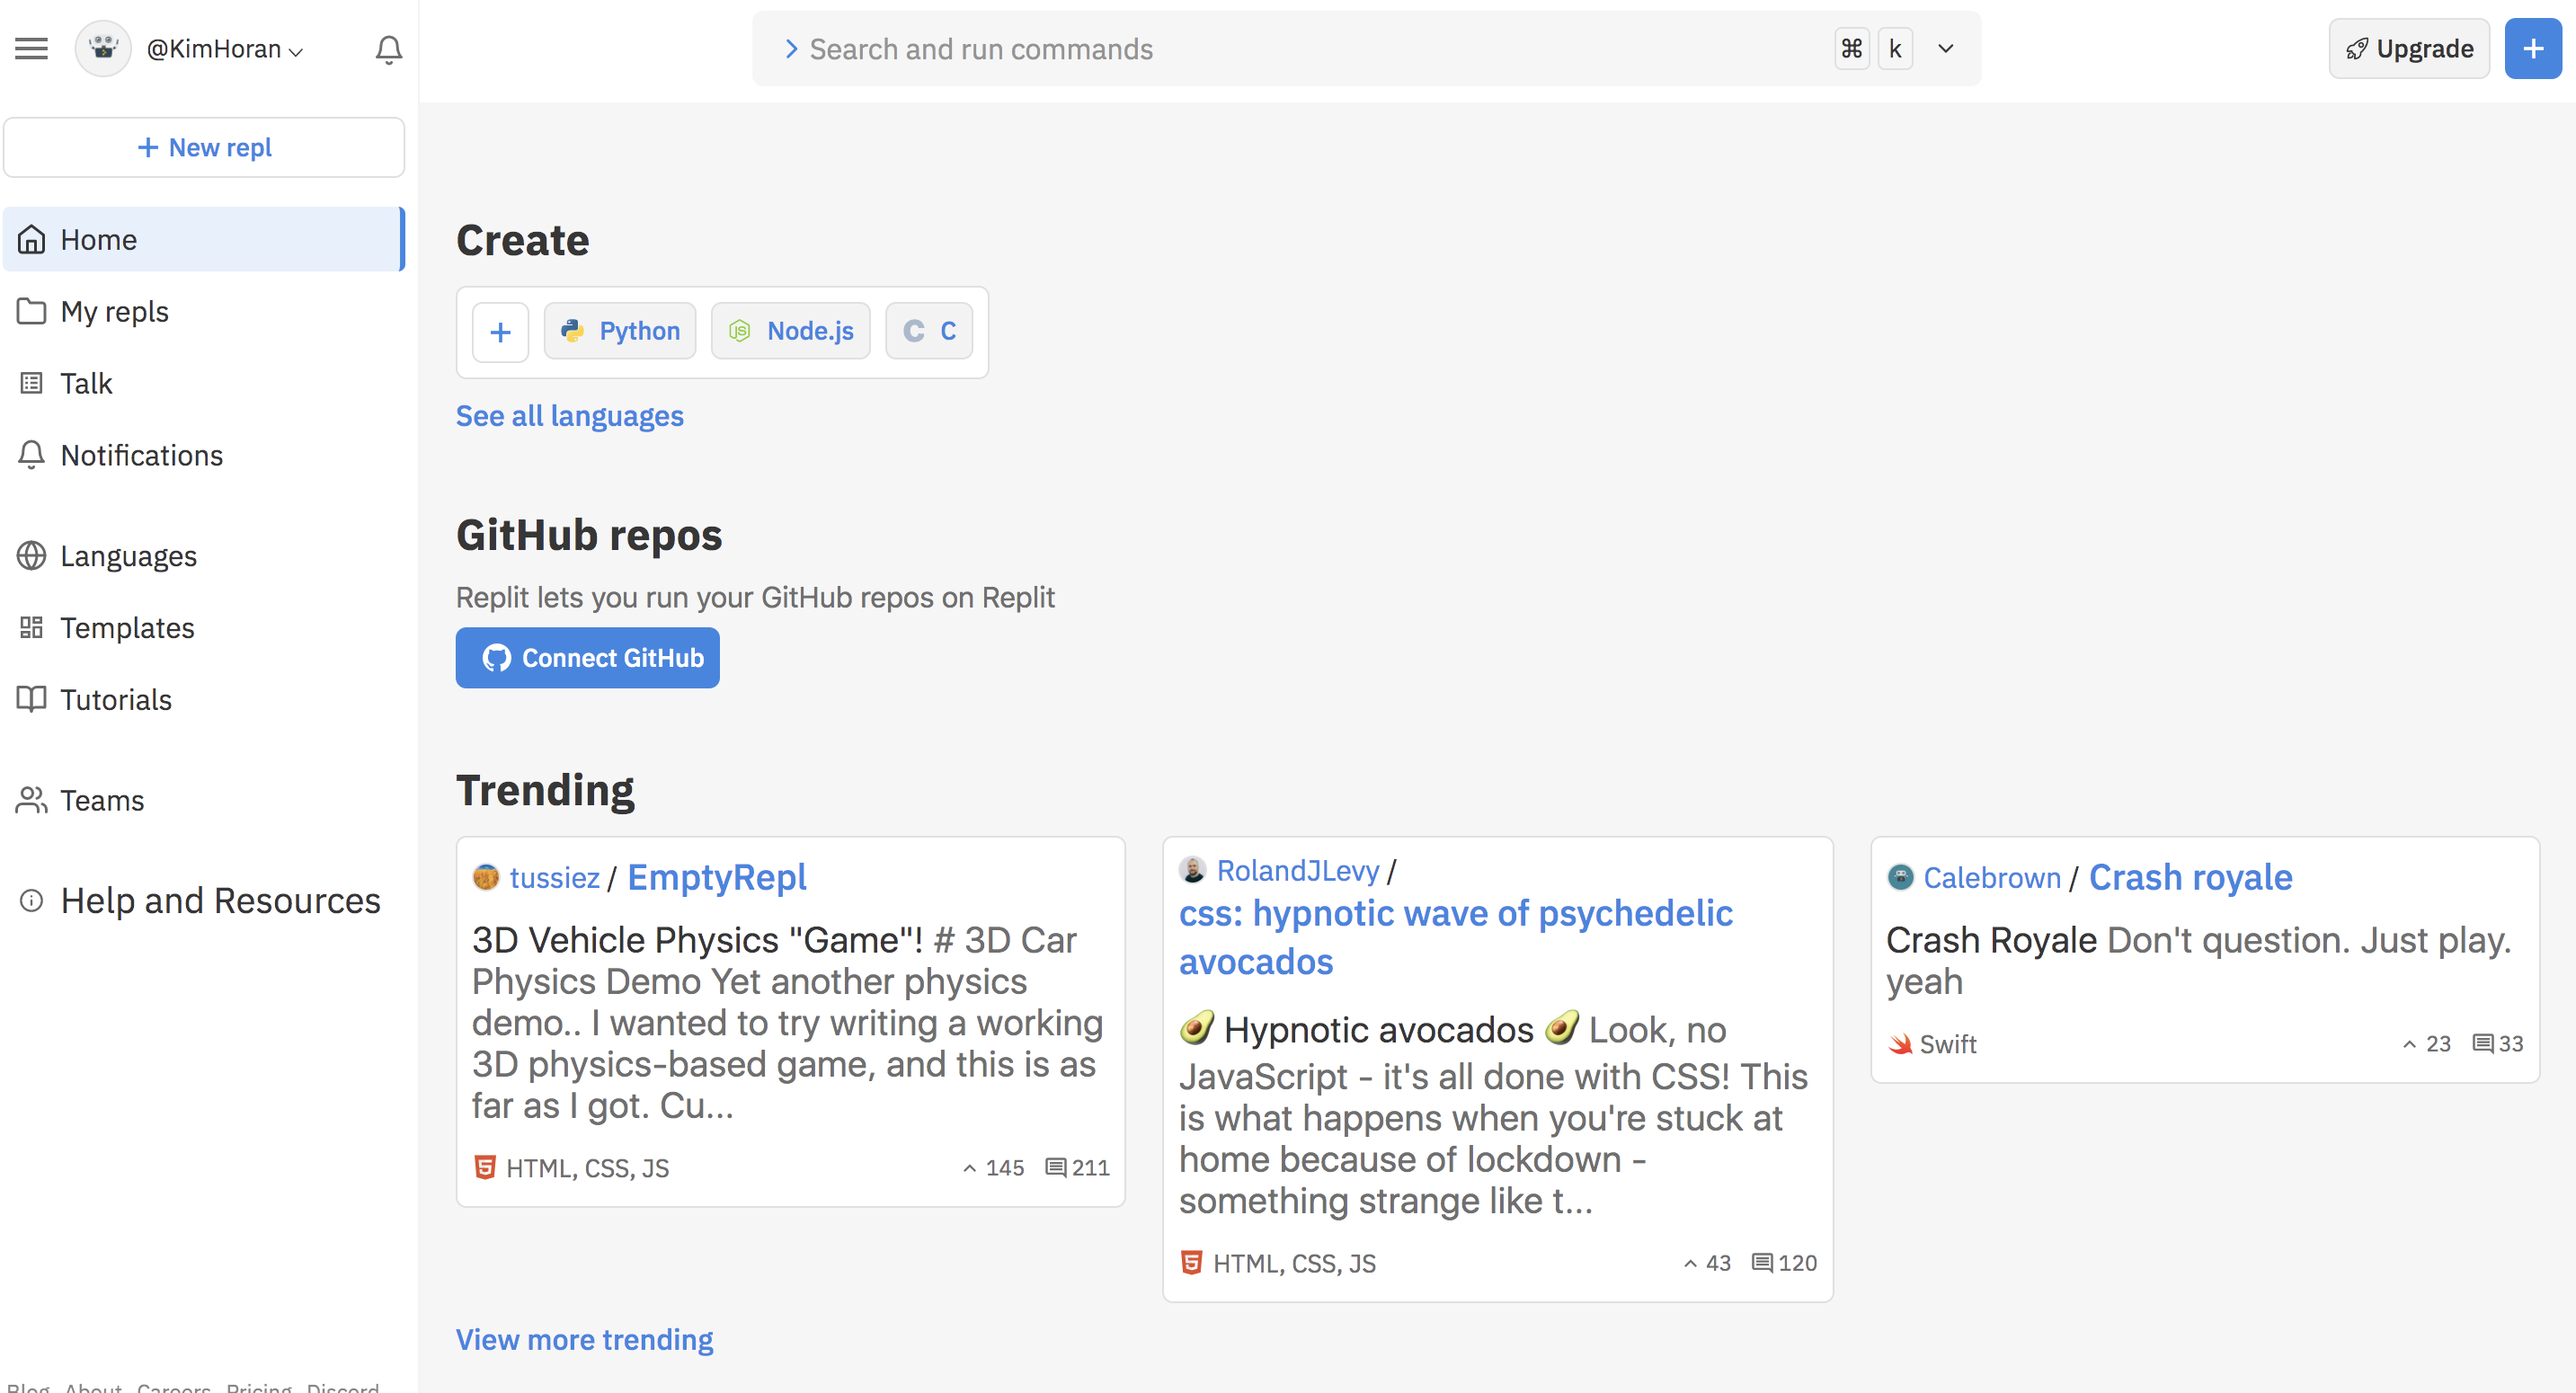 @KimHoran
Search and run commands
⌘ k
Upgrade
+
+ New repl
Home
My repls
Talk
Notifications
Languages
Templates
Tutorials
Teams
Help and Resources
Blog About Careers Pricing Discord
Create
+ Python Node.js C C
See all languages
GitHub repos
Replit lets you run your GitHub repos on Replit
Connect GitHub
Trending
tussiez / EmptyRepl
3D Vehicle Physics "Game"! # 3D Car
Physics Demo Yet another physics
demo.. I wanted to try writing a working
3D physics-based game, and this is as
far as I got. Cu...
HTML, CSS, JS 145 211
RolandJLevy /
css: hypnotic wave of psychedelic
avocados
🥑 Hypnotic avocados 🥑 Look, no
JavaScript - it's all done with CSS! This
is what happens when you're stuck at
home because of lockdown -
something strange like t...
HTML, CSS, JS 43 120
Calebrown / Crash royale
Crash Royale Don't question. Just play.
yeah
Swift 23 33
View more trending